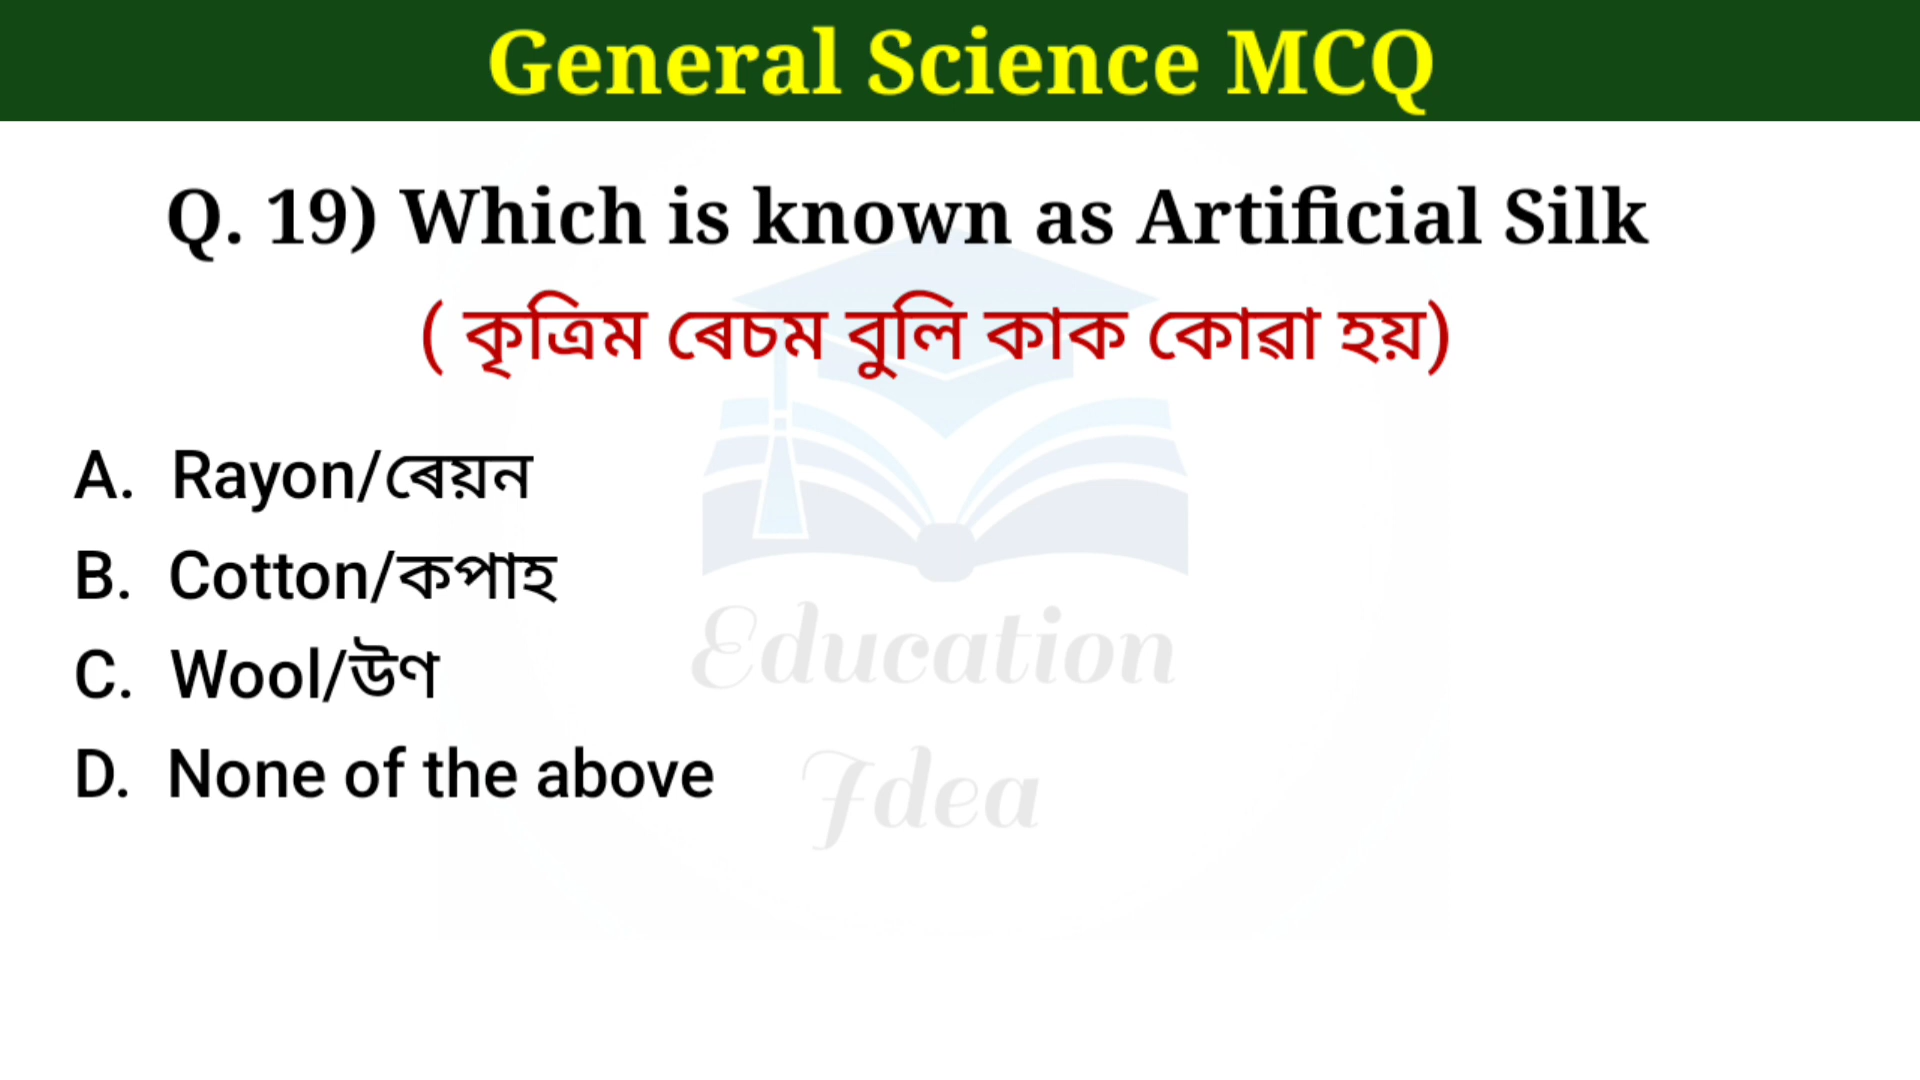 General Science MCQ
Q. 19) Which is known as Artificial Silk
( কৃত্ৰিম ৰেচম বুলি কাক কোৱা হয়)
A. Rayon/ৰেয়ন
B. Cotton/কপাহ
C. Wool/উণ
D. None of the above
Education
Idea